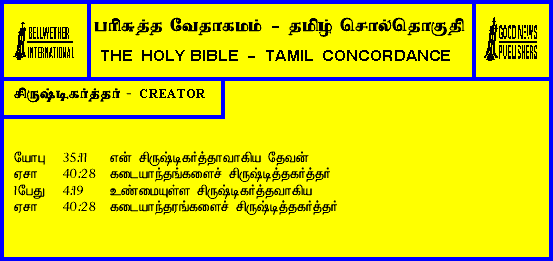 BELLWETHER
INTERNATIONAL
பரிசுத்த வேதாகமம் - தமிழ் சொல்தொகுதி
THE HOLY BIBLE - TAMIL CONCORDANCE
GOOD NEWS
PUBLISHERS
சிருஷ்டிகர்த்தர் - CREATOR
யோபு 35:11 என் சிருஷ்டிகர்த்தாவாகிய தேவன்
ஏசா 40:28 கடையாந்தங்களைச் சிருஷ்டித்தகர்த்தர்
1பேது 4:19 உண்மையுள்ள சிருஷ்டிகர்த்தவாகிய
ஏசா 40:28 கடையாந்தரங்களைச் சிருஷ்டித்தகர்த்தர்